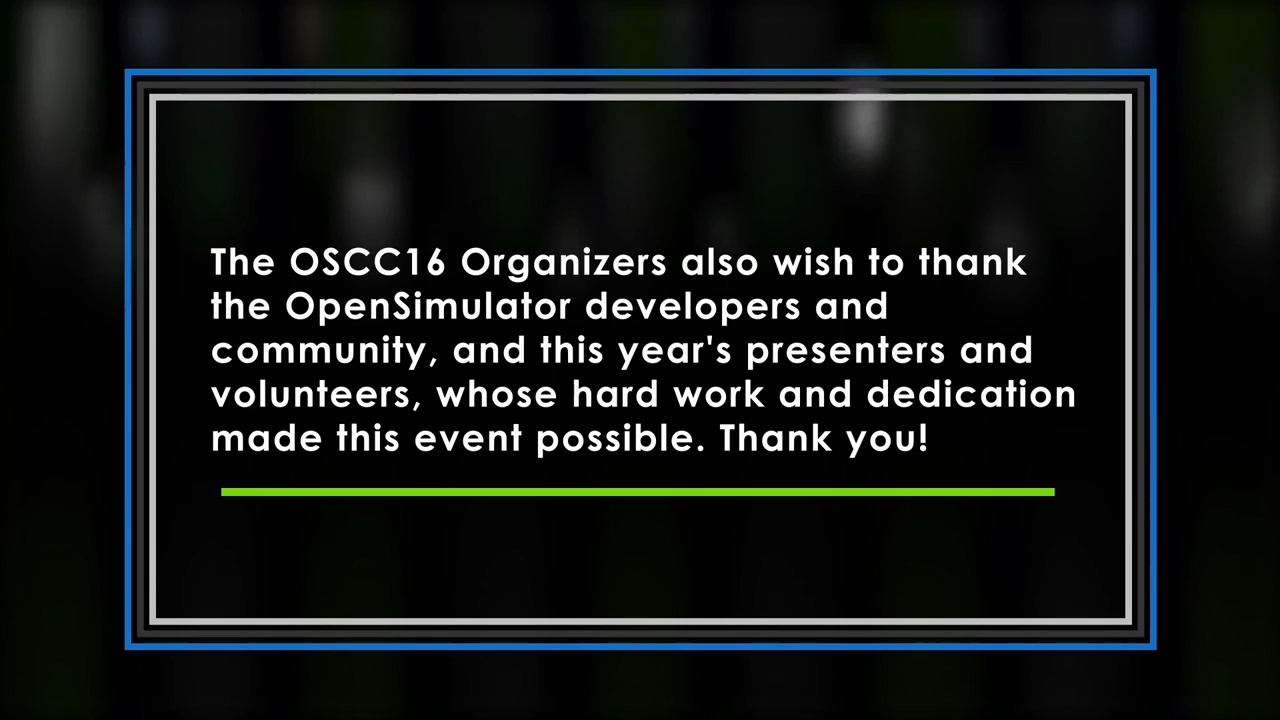 The OSCC16 Organizers also wish to thank
the OpenSimulator developers and
community, and this year's presenters and
volunteers, whose hard work and dedication
made this event possible. Thank you!